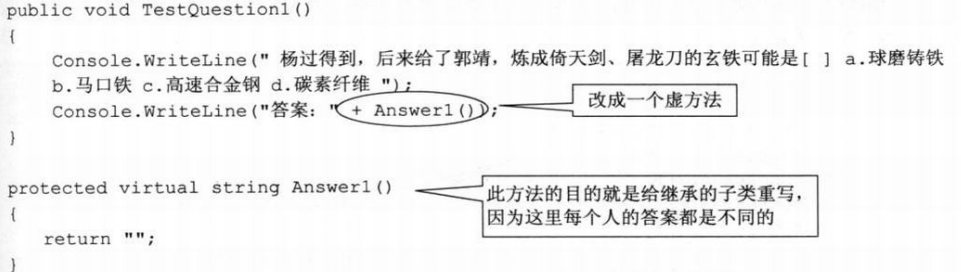 public void TestQuestion1()
{
Console.WriteLine(" 杨过得到，后来给了郭靖，炼成倚天剑、屠龙刀的玄铁可能是[ ] a.球磨铸铁
b.马口铁 c.高速合金钢 d.碳素纤维 ");
Console.WriteLine("答案："+ Answer1());
改成一个虚方法
}
protected virtual string Answer1()
此方法的目的就是给继承的子类重写，
因为这里每个人的答案都是不同的
{
return "";
}